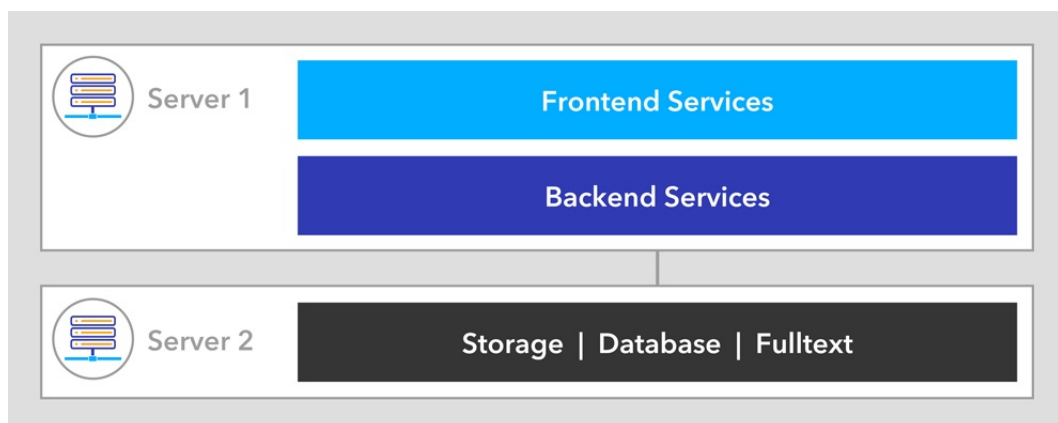 Server 1
Frontend Services
Backend Services
Server 2
Storage | Database | Fulltext